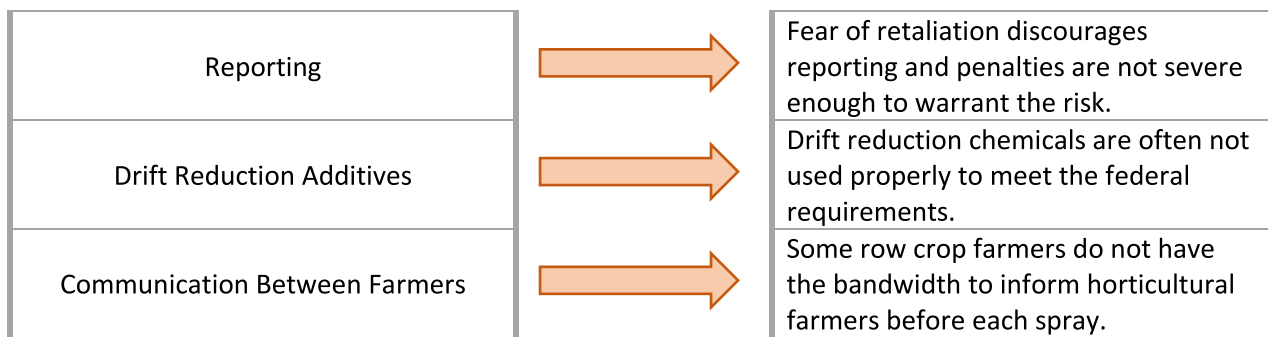 Reporting
Fear of retaliation discourages
reporting and penalties are not severe
enough to warrant the risk.
Drift Reduction Additives
Drift reduction chemicals are often not
used properly to meet the federal
requirements.
Communication Between Farmers
Some row crop farmers do not have
the bandwidth to inform horticultural
farmers before each spray.